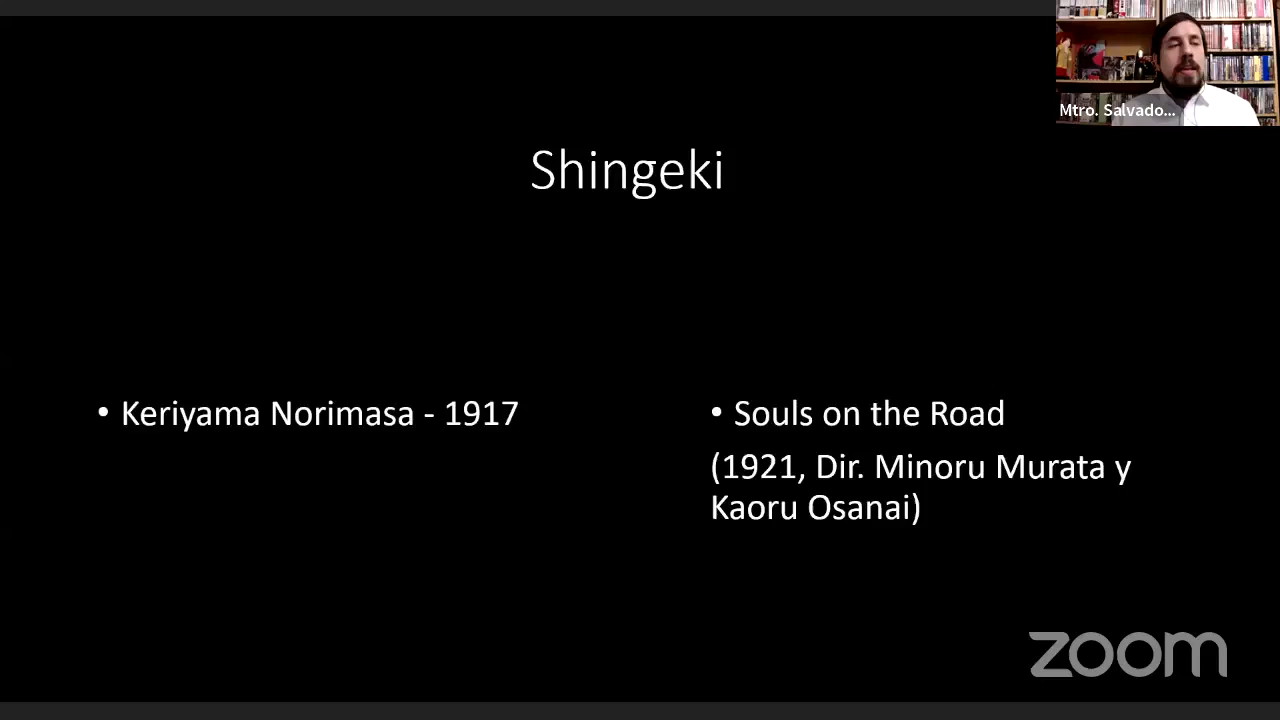 Mtro. Salvado...
Shingeki
• Keriyama Norimasa - 1917
• Souls on the Road
(1921, Dir. Minoru Murata y
Kaoru Osanai)
zoom